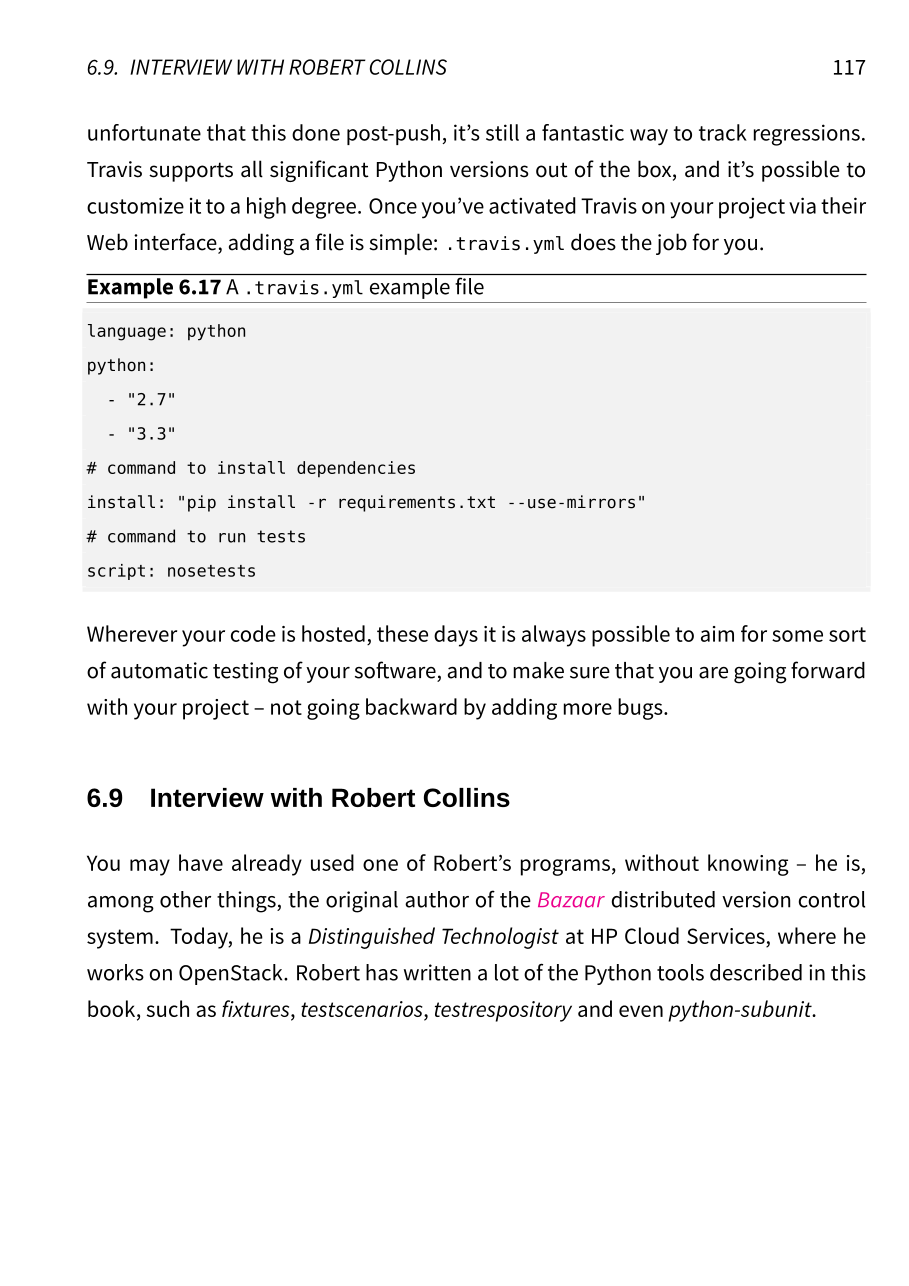 6.9. INTERVIEW WITH ROBERT COLLINS 117
unfortunate that this done post-push, it’s still a fantastic way to track regressions.
Travis supports all significant Python versions out of the box, and it’s possible to
customize it to a high degree. Once you’ve activated Travis on your project via their
Web interface, adding a file is simple: .travis.yml does the job for you.
Example 6.17 A .travis.yml example file
language: python
python:
  - "2.7"
  - "3.3"
# command to install dependencies
install: "pip install -r requirements.txt --use-mirrors"
# command to run tests
script: nosetests
Wherever your code is hosted, these days it is always possible to aim for some sort
of automatic testing of your software, and to make sure that you are going forward
with your project – not going backward by adding more bugs.
6.9 Interview with Robert Collins
You may have already used one of Robert’s programs, without knowing – he is,
among other things, the original author of the Bazaar distributed version control
system. Today, he is a Distinguished Technologist at HP Cloud Services, where he
works on OpenStack. Robert has written a lot of the Python tools described in this
book, such as fixtures, testscenarios, testrespository and even python-subunit.